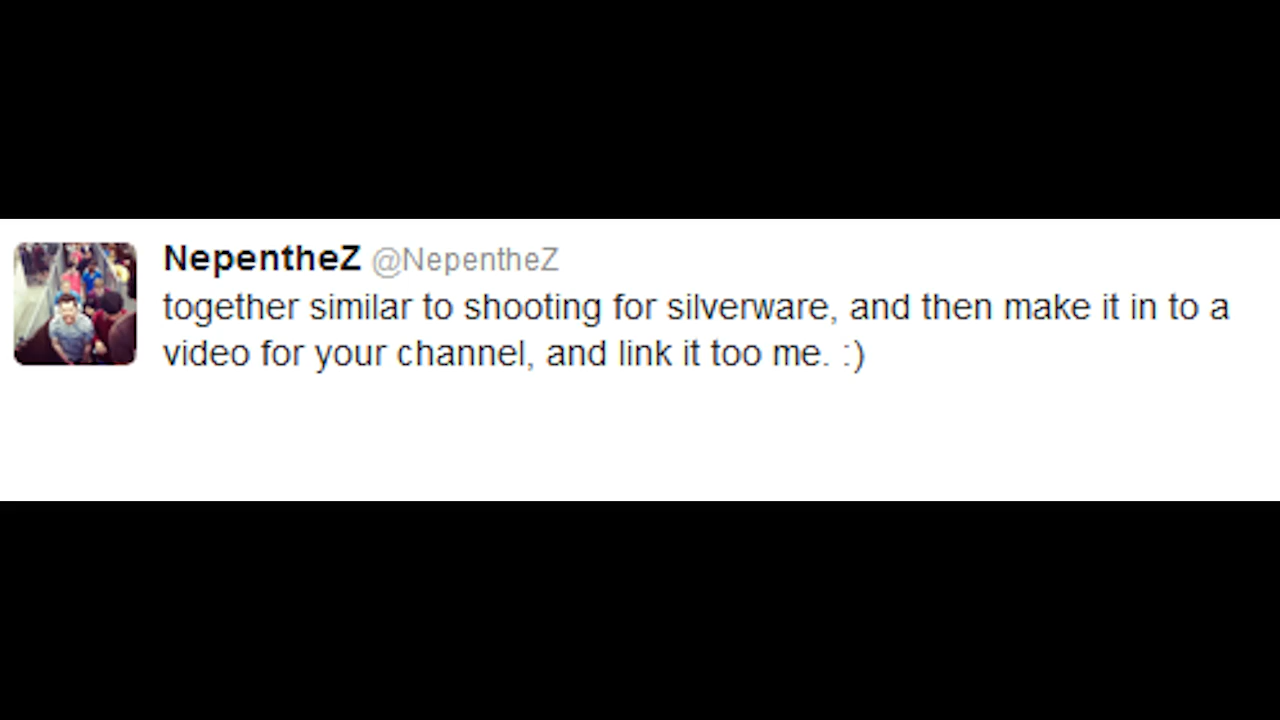 NepentheZ @NepentheZ
together similar to shooting for silverware, and then make it in to a
video for your channel, and link it too me. :)